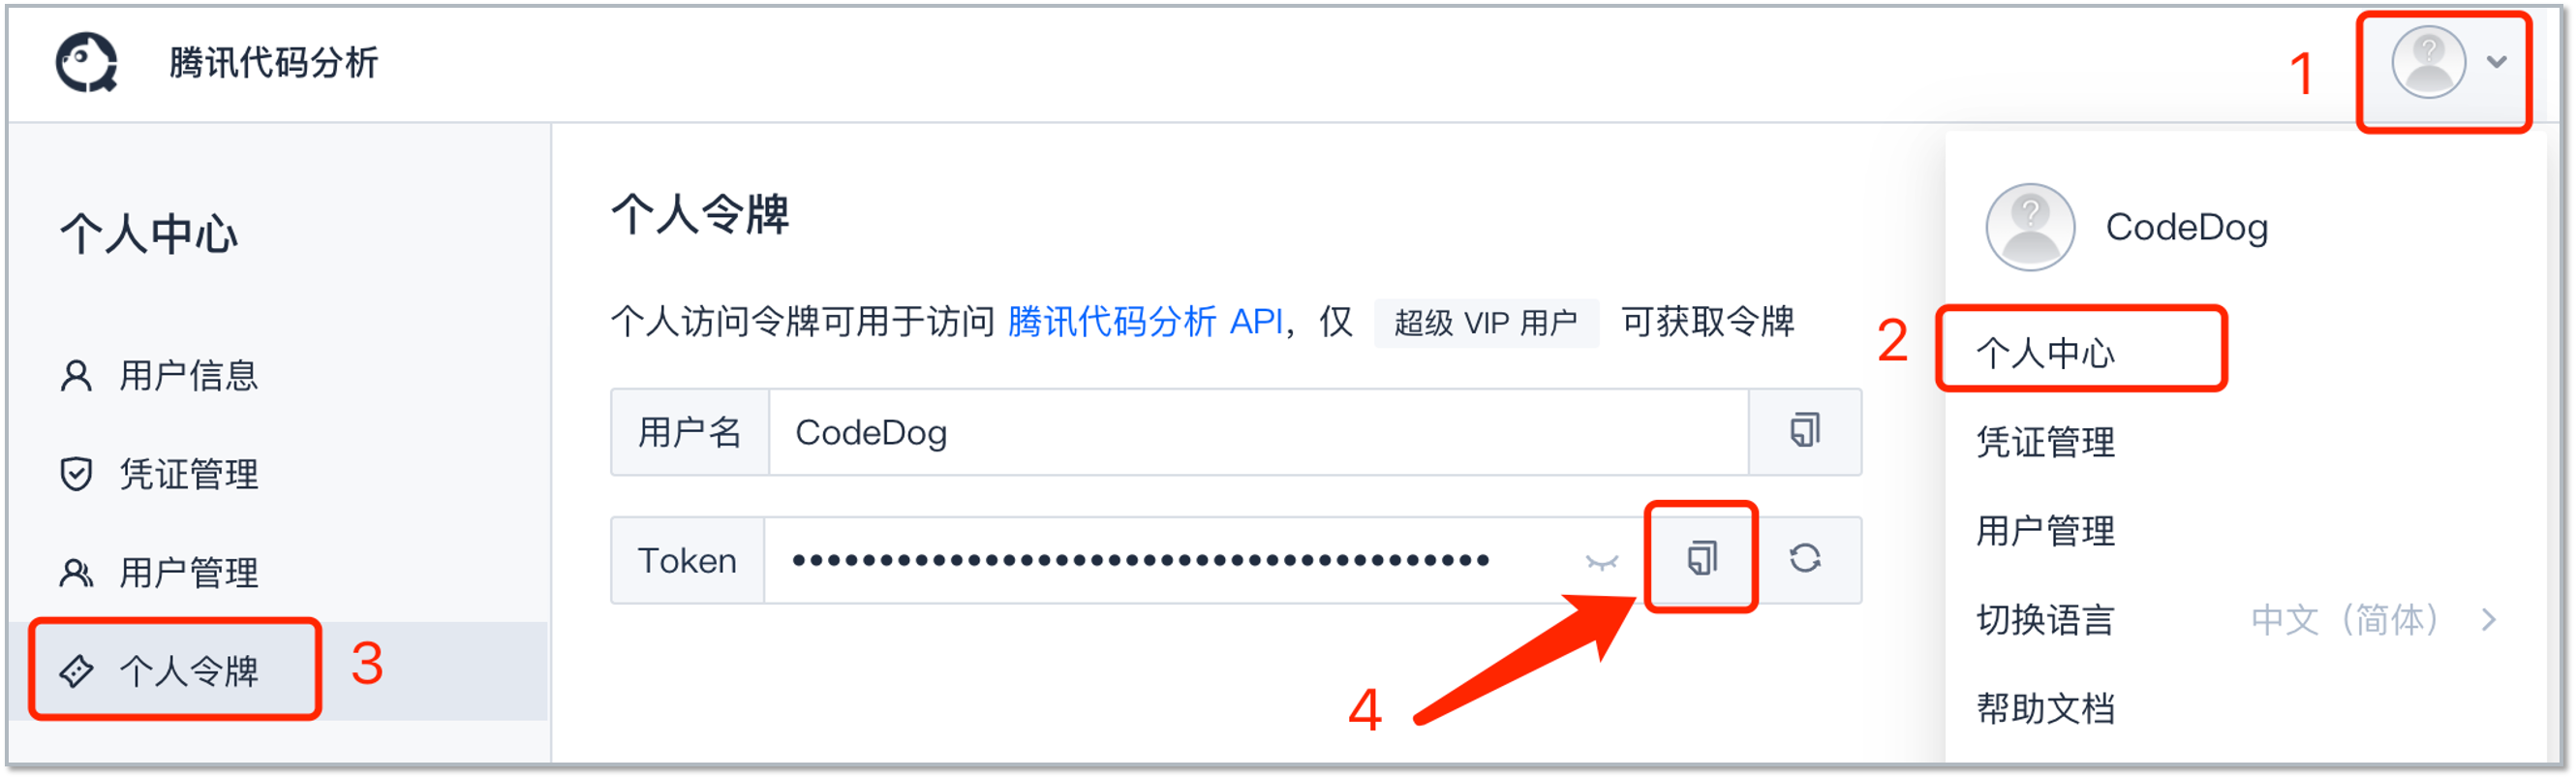 腾讯代码分析
1
个人中心
用户信息
凭证管理
用户管理
个人令牌
3
个人令牌
个人访问令牌可用于访问 腾讯代码分析 API，仅 超级 VIP 用户 可获取令牌
用户名 CodeDog
Token ••••••••••••••••••••••••••••••••••••••••
4
CodeDog
2
个人中心
凭证管理
用户管理
切换语言 中文（简体）
帮助文档